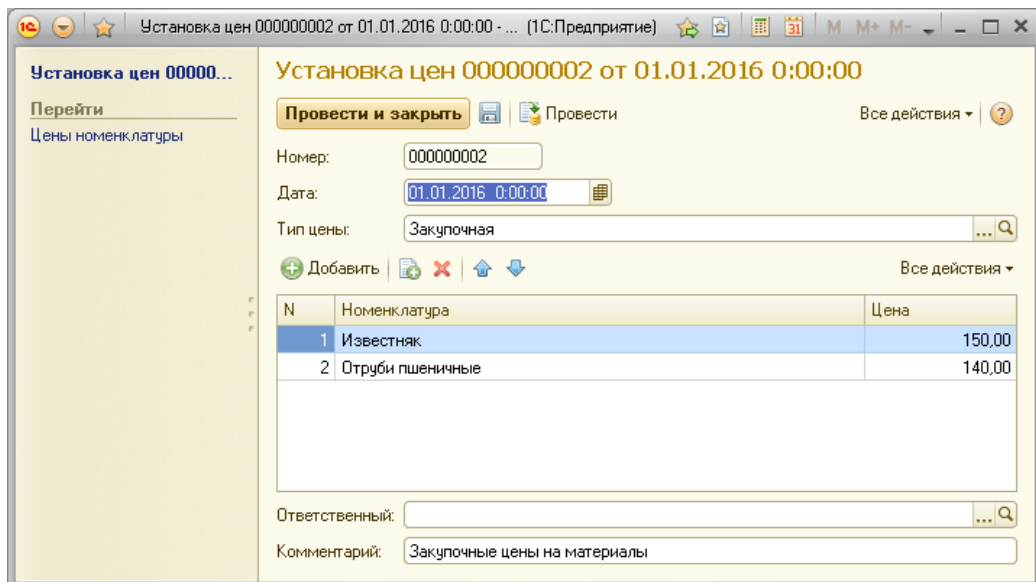 Установка цен 000000002 от 01.01.2016 0:00:00 - ... (1С:Предприятие)
31 M M+ M-
Установка цен 00000...
Перейти
Цены номенклатуры
Установка цен 000000002 от 01.01.2016 0:00:00
Провести и закрыть Провести Все действия ?
Номер: 000000002
Дата: 01.01.2016 0:00:00
Тип цены: Закупочная ...
Добавить Все действия
N Номенклатура Цена
1 Известняк 150,00
2 Отруби пшеничные 140,00
Ответственный: ...
Комментарий: Закупочные цены на материалы